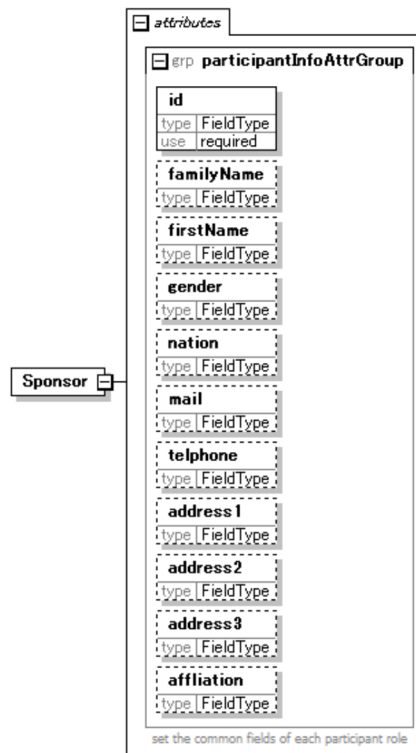 attributes
grp participantInfoAttrGroup
id
type FieldType
use required
familyName
type FieldType
firstName
type FieldType
gender
type FieldType
nation
type FieldType
Sponsor
mail
type FieldType
telphone
type FieldType
address1
type FieldType
address2
type FieldType
address3
type FieldType
affliation
type FieldType
set the common fields of each participant role